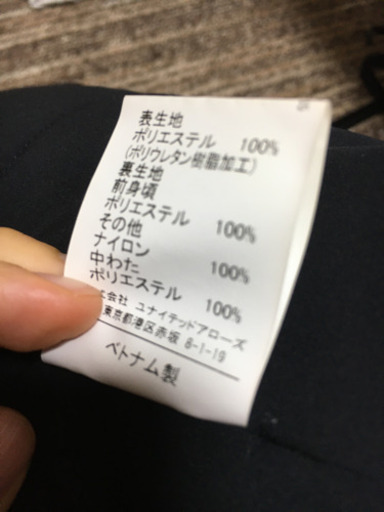 表生地
ポリエステル 100%
(ポリウレタン樹脂加工)
裏生地
前身頃
ポリエステル 100%
その他
ナイロン 100%
中わた
ポリエステル 100%
会社 ユナイテッドアローズ
東京都港区赤坂 8-1-19
ベトナム製